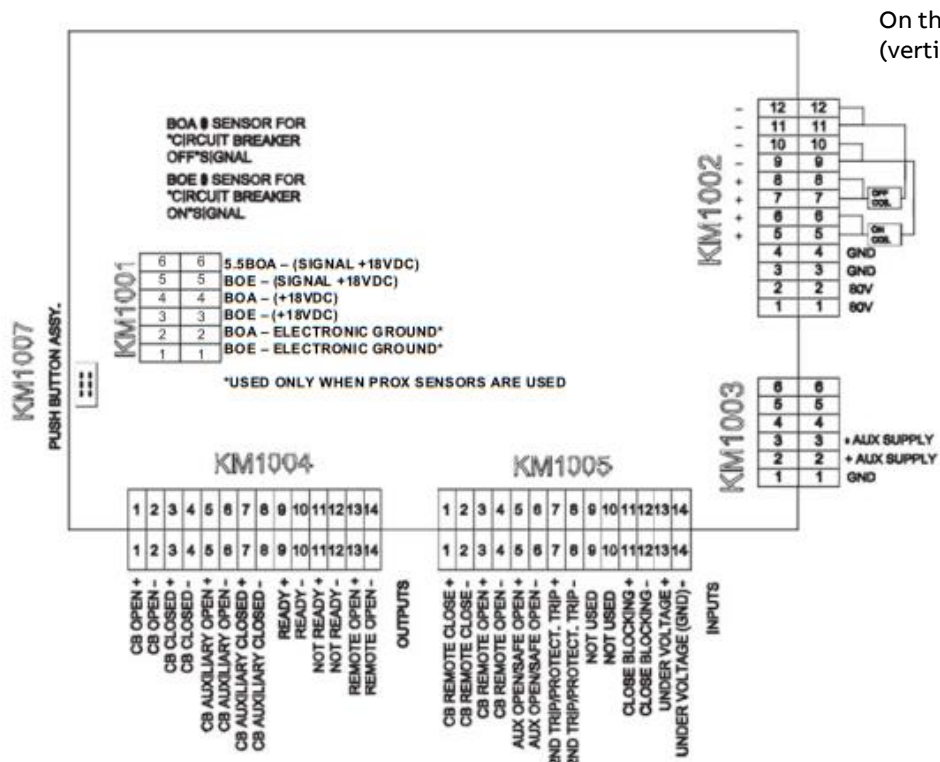 On th
(verti
BOA # SENSOR FOR
"CIRCUIT BREAKER
OFF"SIGNAL
BOE # SENSOR FOR
"CIRCUIT BREAKER
ON"SIGNAL
KM1001
6 6 5.5BOA – (SIGNAL +18VDC)
5 5 BOE – (SIGNAL +18VDC)
4 4 BOA – (+18VDC)
3 3 BOE – (+18VDC)
2 2 BOA – ELECTRONIC GROUND*
1 1 BOE – ELECTRONIC GROUND*
*USED ONLY WHEN PROX SENSORS ARE USED
KM1007
PUSH BUTTON ASSY.
KM1002
- 12 12
- 11 11
- 10 10
- 9 9
+ 8 8
+ 7 7 OFF COIL
+ 6 6
+ 5 5 ON COIL
4 4 GND
3 3 GND
2 2 80V
1 1 80V
KM1003
6 6
5 5
4 4
3 3 AUX SUPPLY
2 2 + AUX SUPPLY
1 1 GND
KM1004
1 2 3 4 5 6 7 8 9 10 11 12 13 14
1 2 3 4 5 6 7 8 9 10 11 12 13 14
CB OPEN +
CB OPEN -
CB CLOSED +
CB CLOSED -
CB AUXILIARY OPEN +
CB AUXILIARY OPEN -
CB AUXILIARY CLOSED +
CB AUXILIARY CLOSED -
READY +
READY -
NOT READY +
NOT READY -
REMOTE OPEN +
REMOTE OPEN -
OUTPUTS
KM1005
1 2 3 4 5 6 7 8 9 10 11 12 13 14
1 2 3 4 5 6 7 8 9 10 11 12 13 14
CB REMOTE CLOSE +
CB REMOTE CLOSE -
CB REMOTE OPEN +
CB REMOTE OPEN -
AUX OPEN/SAFE OPEN +
AUX OPEN/SAFE OPEN -
2ND TRIP/PROTECT. TRIP +
2ND TRIP/PROTECT. TRIP -
NOT USED
NOT USED
CLOSE BLOCKING +
CLOSE BLOCKING -
UNDER VOLTAGE +
UNDER VOLTAGE (GND)-
INPUTS